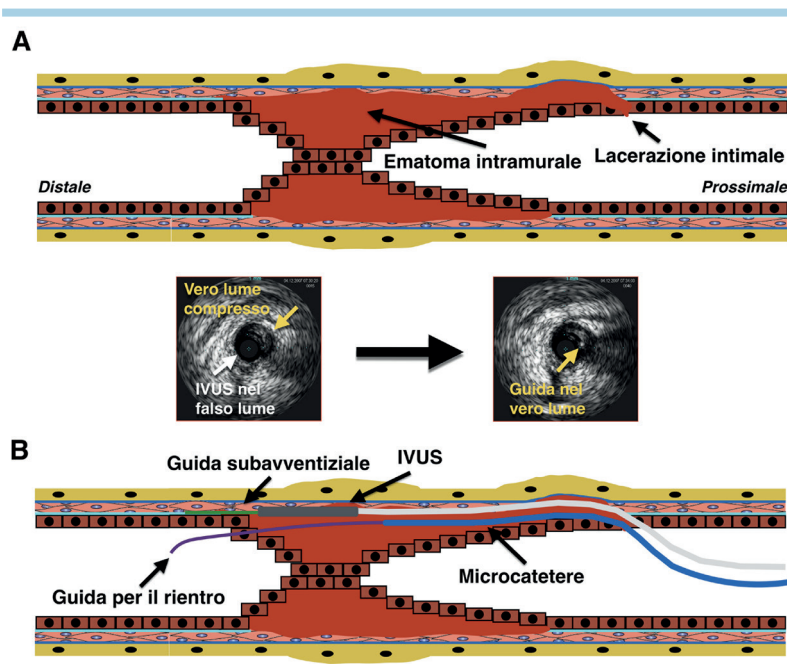 A
Ematoma intramurale
Lacerazione intimale
Distale
Prossimale
Vero lume
compresso
IVUS nel
falso lume
Guida nel
vero lume
B
Guida subavventiziale
IVUS
Microcatetere
Guida per il rientro